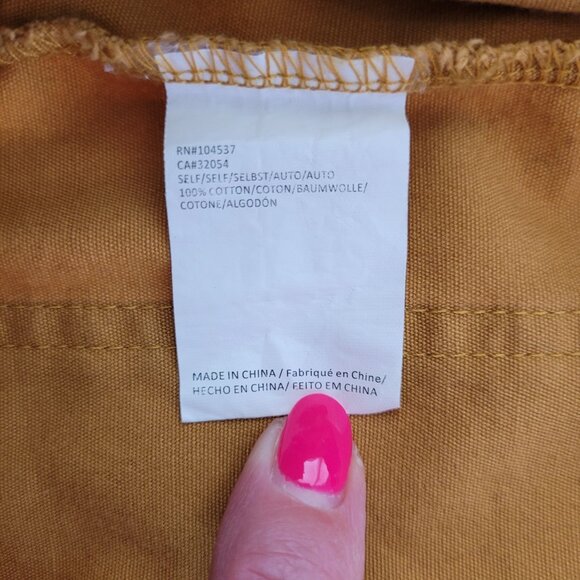 RN#104537
CA#32054
SELF/SELF/SELBST/AUTO/AUTO
100% COTTON/COTON/BAUMWOLLE/
COTONE/ALGODÓN
MADE IN CHINA / Fabriqué en Chine/
HECHO EN CHINA/ FEITO EM CHINA